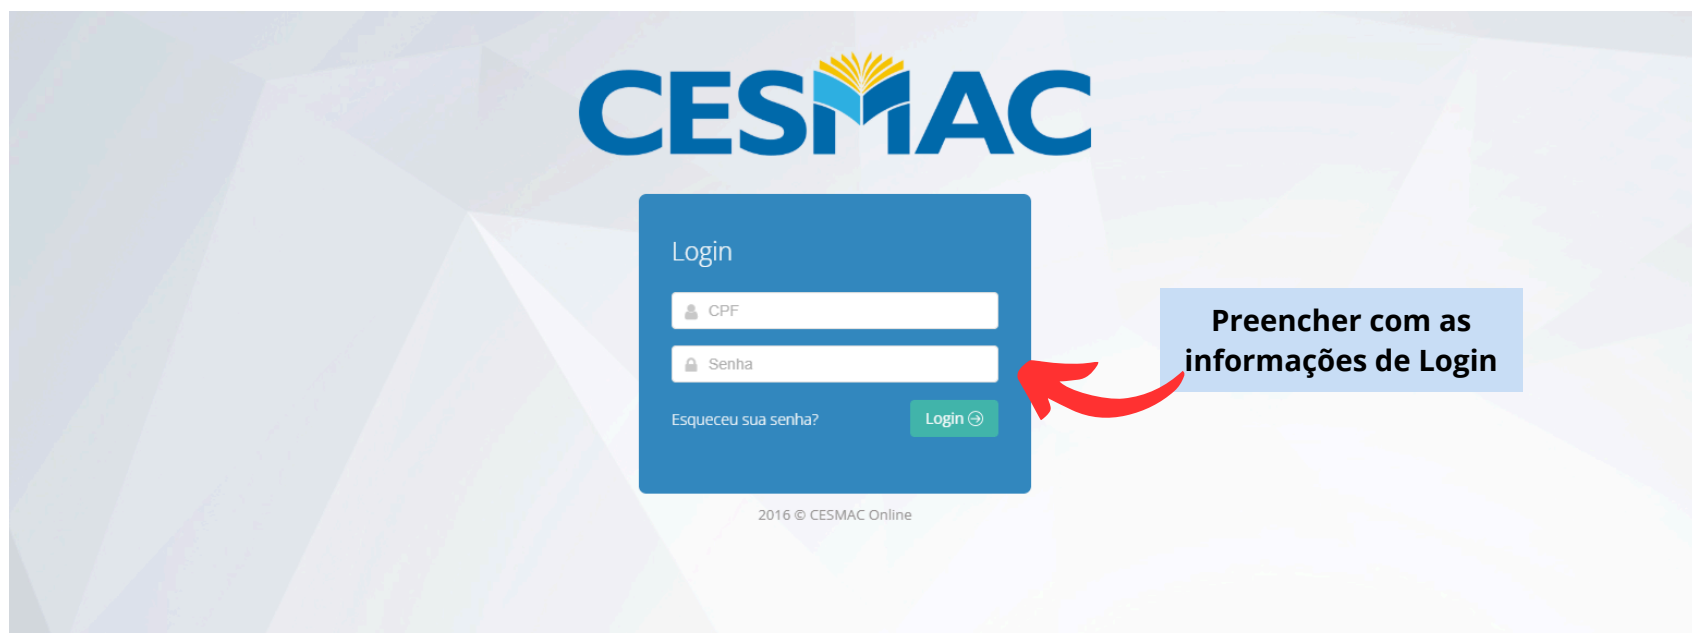 CESMAC
Login
CPF
Senha
Esqueceu sua senha?
Login
2016 © CESMAC Online
Preencher com as
informações de Login